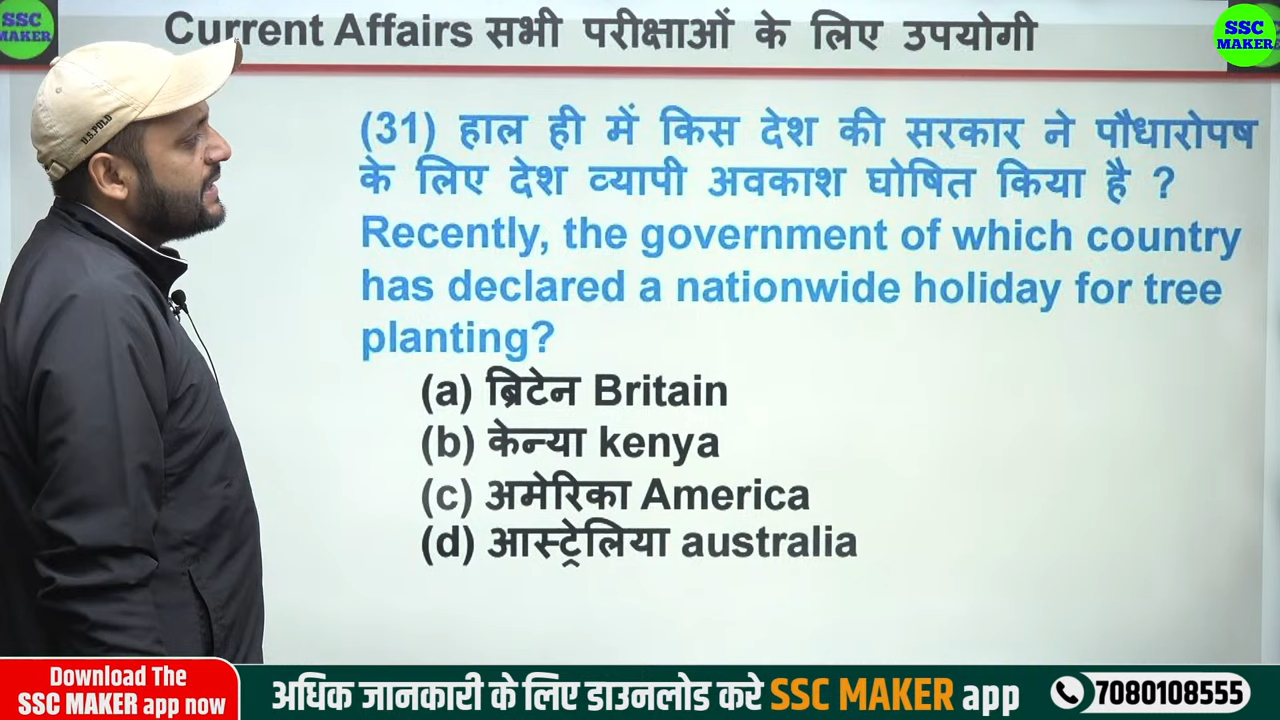 SSC
MAKER
Current Affairs सभी परीक्षाओं के लिए उपयोगी
SSC
MAKER
U.S. POLO
(31) हाल ही में किस देश की सरकार ने पौधारोपष
के लिए देश व्यापी अवकाश घोषित किया है ?
Recently, the government of which country
has declared a nationwide holiday for tree
planting?
(a) ब्रिटेन Britain
(b) केन्या kenya
(c) अमेरिका America
(d) आस्ट्रेलिया australia
Download The
SSC MAKER app now
अधिक जानकारी के लिए डाउनलोड करे SSC MAKER app
7080108555